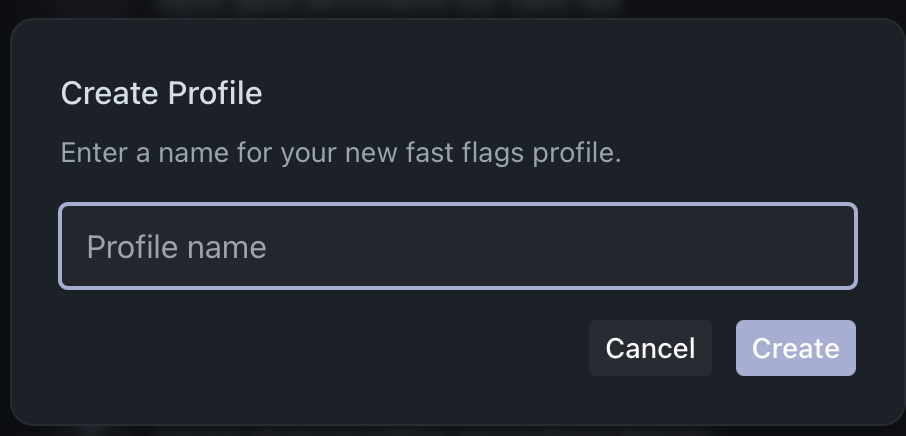 Create Profile
Enter a name for your new fast flags profile.
Profile name
Cancel
Create